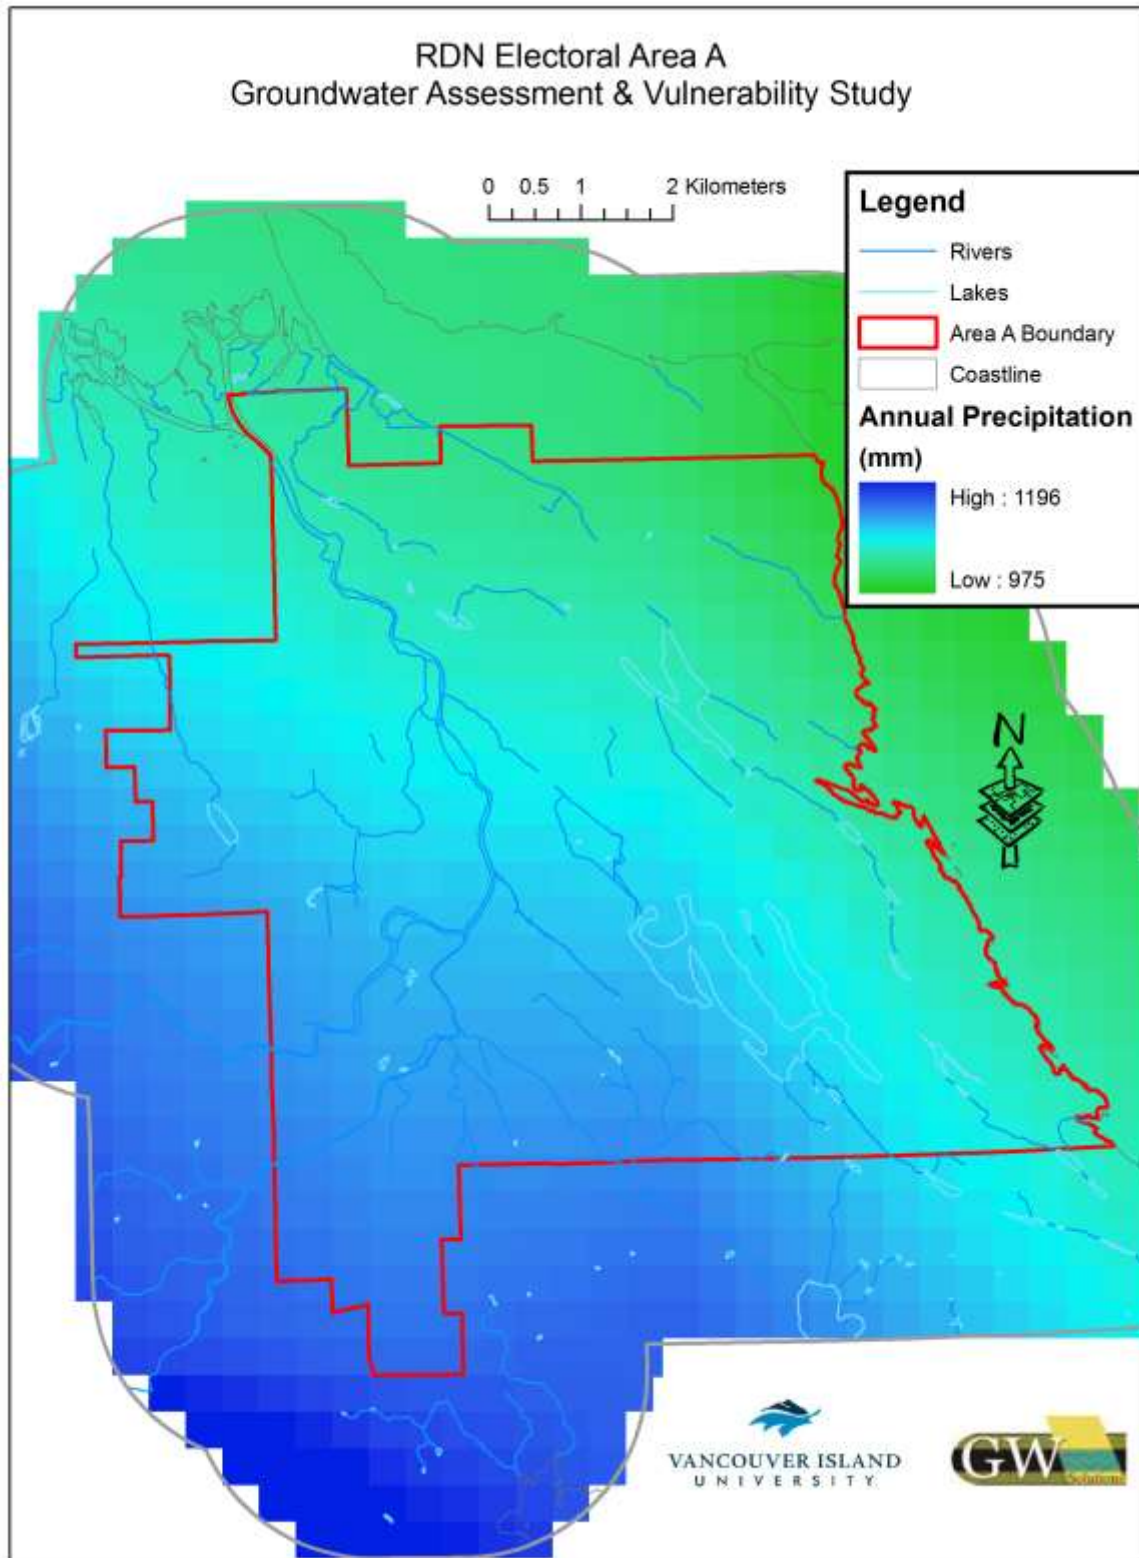 RDN Electoral Area A
Groundwater Assessment & Vulnerability Study
0 0.5 1 2 Kilometers
Legend
Rivers
Lakes
Area A Boundary
Coastline
Annual Precipitation
(mm)
High : 1196
Low : 975
N
VANCOUVER ISLAND
UNIVERSITY
GW
Solutions